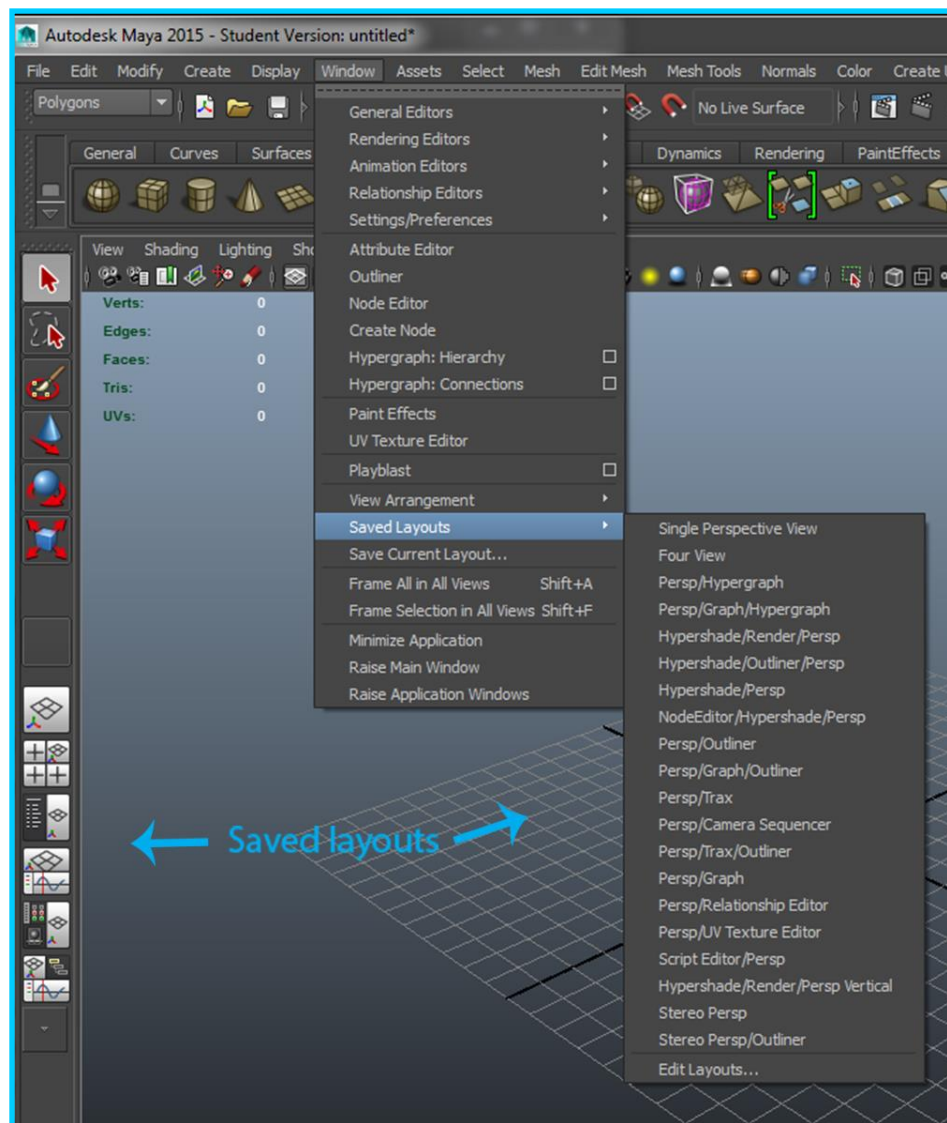 Autodesk Maya 2015 - Student Version: untitled*
File Edit Modify Create Display Window Assets Select Mesh Edit Mesh Mesh Tools Normals Color Create
Polygons No Live Surface
General Curves Surfaces Dynamics Rendering PaintEffects
View Shading Lighting
Verts: 0
Edges: 0
Faces: 0
Tris: 0
UVs: 0
General Editors
Rendering Editors
Animation Editors
Relationship Editors
Settings/Preferences
Attribute Editor
Outliner
Node Editor
Create Node
Hypergraph: Hierarchy
Hypergraph: Connections
Paint Effects
UV Texture Editor
Playblast
View Arrangement
Saved Layouts
Save Current Layout...
Frame All in All Views Shift+A
Frame Selection in All Views Shift+F
Minimize Application
Raise Main Window
Raise Application Windows
Single Perspective View
Four View
Persp/Hypergraph
Persp/Graph/Hypergraph
Hypershade/Render/Persp
Hypershade/Outliner/Persp
Hypershade/Persp
NodeEditor/Hypershade/Persp
Persp/Outliner
Persp/Graph/Outliner
Persp/Trax
Persp/Camera Sequencer
Persp/Trax/Outliner
Persp/Graph
Persp/Relationship Editor
Persp/UV Texture Editor
Script Editor/Persp
Hypershade/Render/Persp Vertical
Stereo Persp
Stereo Persp/Outliner
Edit Layouts...
Saved layouts